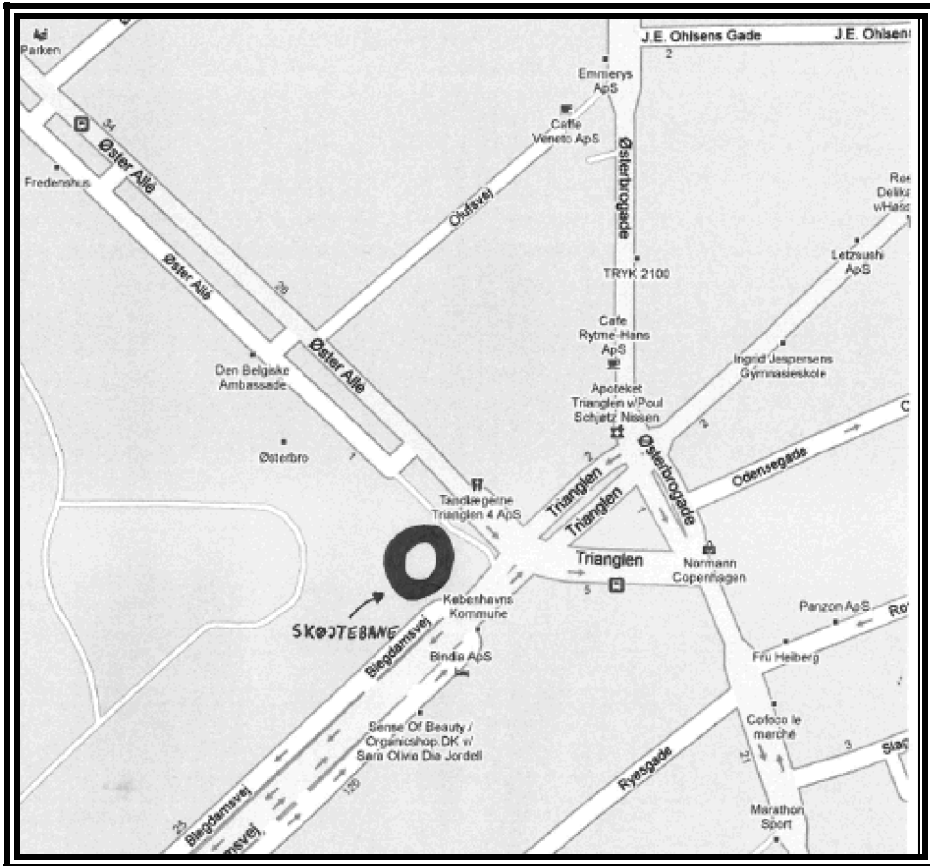 Parken
J.E. Ohlsens Gade
2
Emmerys
ApS
Caffe
Veneto ApS
34
Øster Allé
Fredenshus
Østerbrogade
Olufsvej
Letzsushi
ApS
Øster Allé
TRYK 2100
28
Cafe
Rytme-Hans
ApS
Øster Allé
Den Belgiske
Ambassade
Ingrid Jespersens
Gymnasieskole
Apoteket
Trianglen v/Poul
Schjøtz Nissen
2
Østerbro
7
2
Østerbrogade
Odensegade
Trianglen
Trianglen
1
Tandlægerne
Trianglen 4 ApS
Trianglen
Normann
Copenhagen
5
Københavns
Kommune
SKØJTEBANE
Panzon ApS
Blegdamsvej
Bindia ApS
Fru Heiberg
Sense Of Beauty /
Organicshop.DK v/
Sara Olivia Dia Jordell
Cofoco le
marché
3
21
Ryesgade
120
25
Blegdamsvej
Marathon
Sport